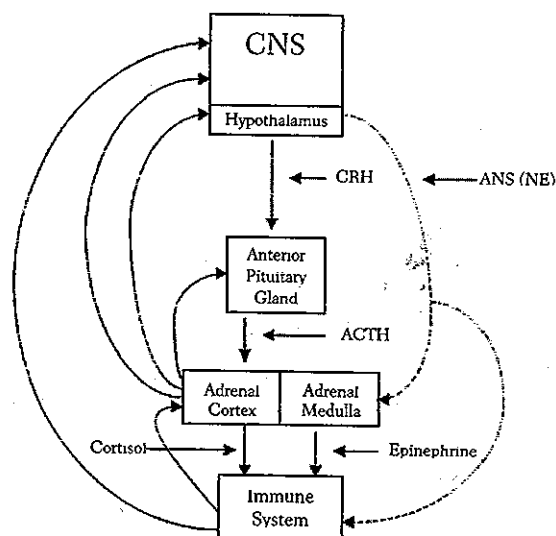 CNS
Hypothalamus
CRH
ANS (NE)
Anterior
Pituitary
Gland
ACTH
Adrenal
Cortex
Adrenal
Medulla
Cortisol
Epinephrine
Immune
System